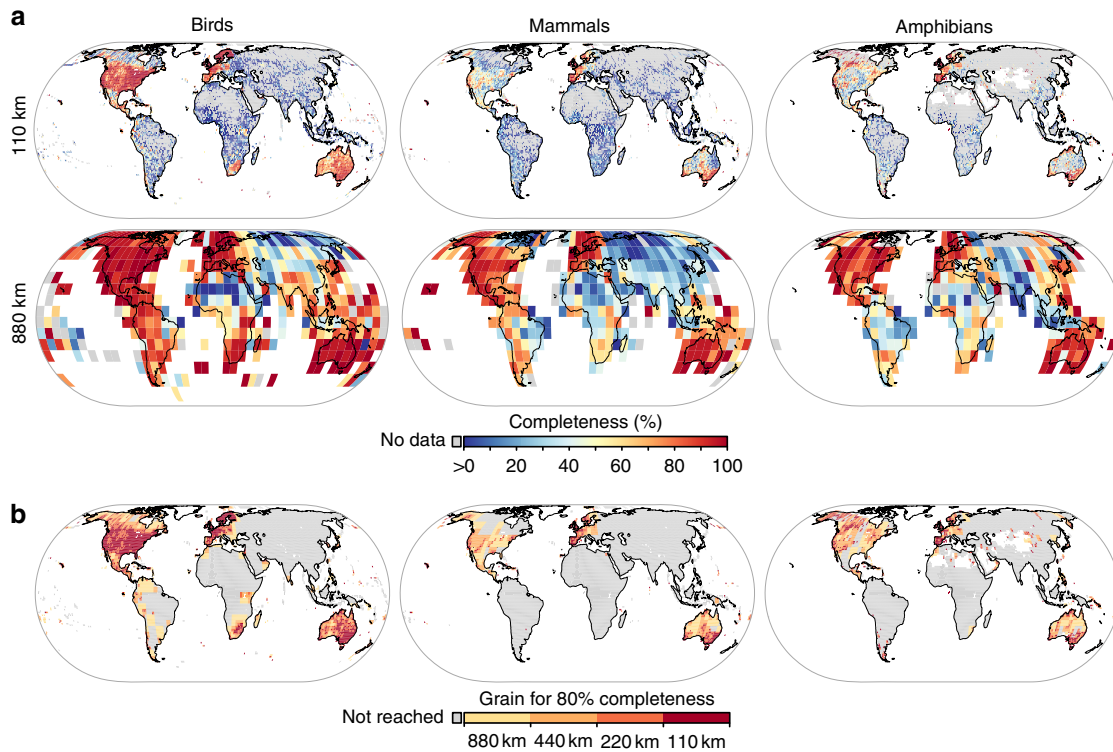 a
Birds
Mammals
Amphibians
110 km
880 km
Completeness (%)
No data
>0 20 40 60 80 100
b
Grain for 80% completeness
Not reached
880 km 440 km 220 km 110 km